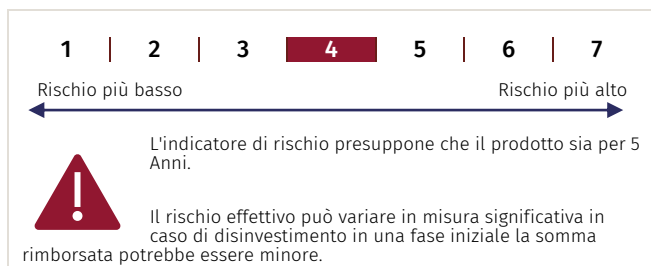 1 2 3 4 5 6 7
Rischio più basso Rischio più alto
L'indicatore di rischio presuppone che il prodotto sia per 5
Anni.
Il rischio effettivo può variare in misura significativa in
caso di disinvestimento in una fase iniziale la somma
rimborsata potrebbe essere minore.